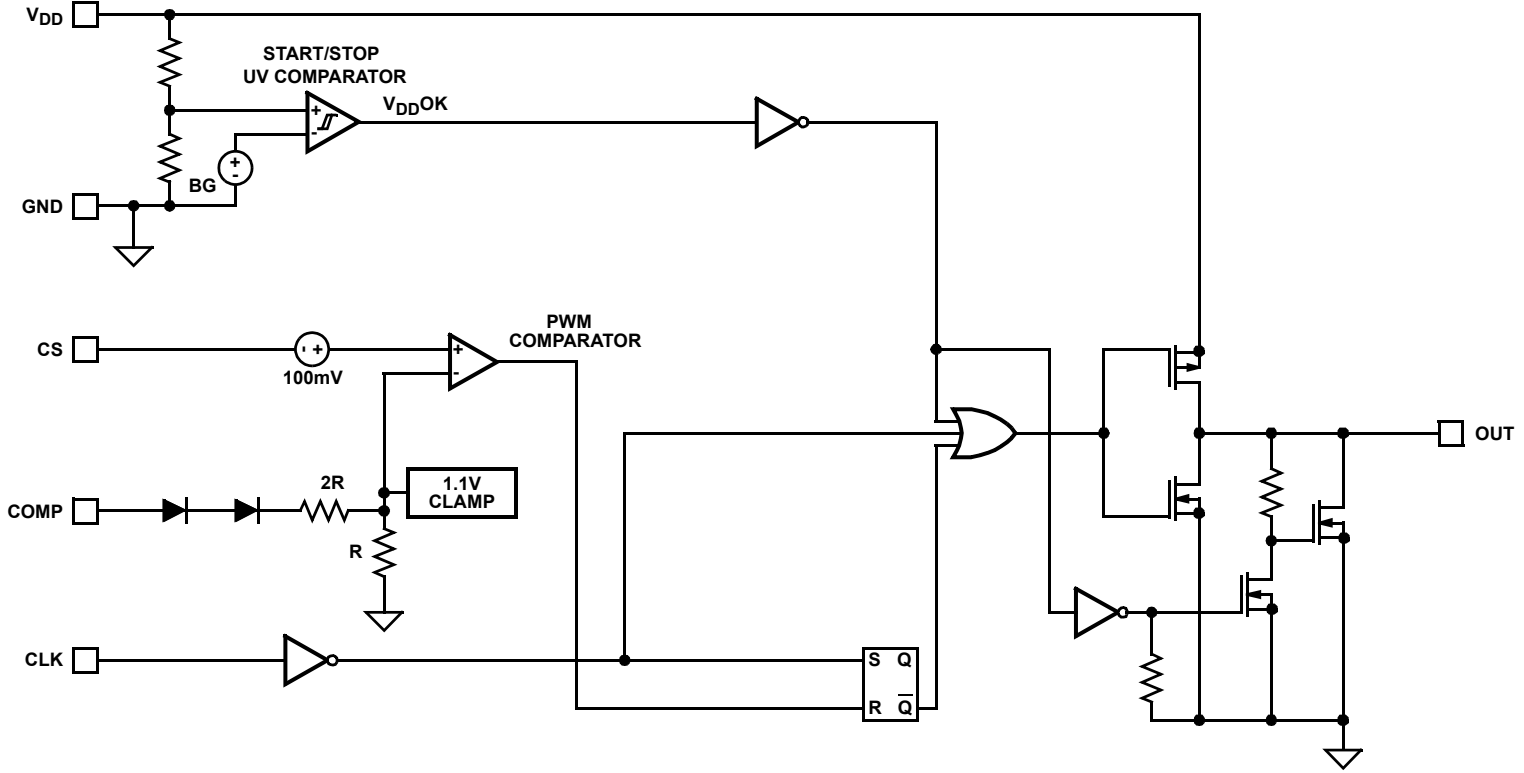 VDD
START/STOP
UV COMPARATOR
VDDOK
+
-
+
-
BG
GND
CS
- +
100mV
+
-
PWM
COMPARATOR
OUT
COMP
2R
1.1V
CLAMP
R
CLK
S Q
R Q̅